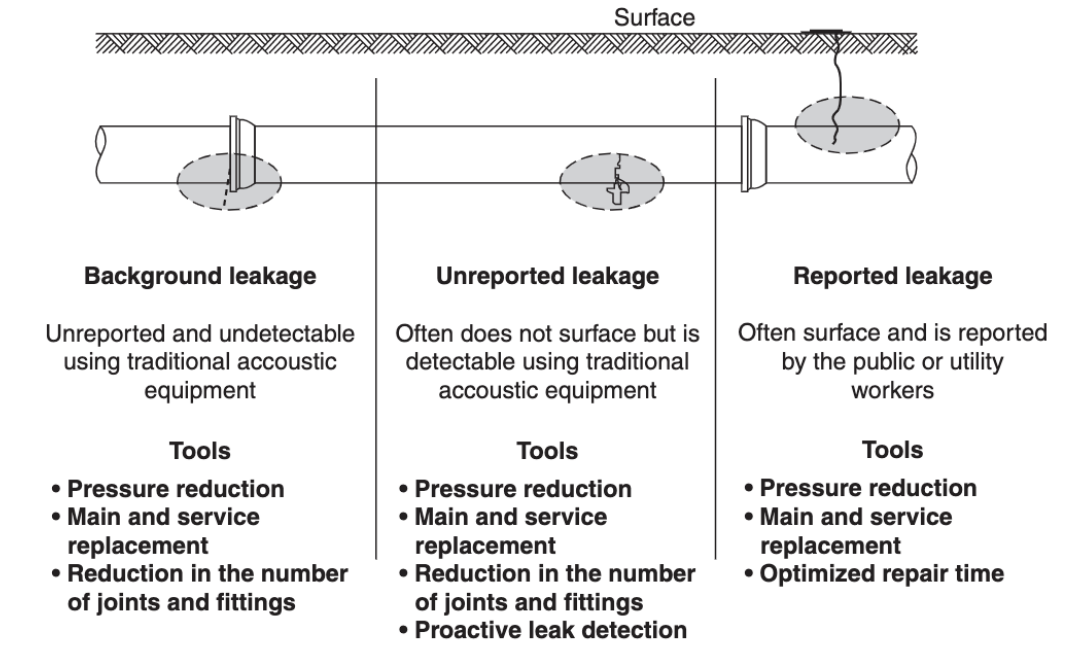 Surface
Background leakage
Unreported and undetectable
using traditional accoustic
equipment
Tools
• Pressure reduction
• Main and service
replacement
• Reduction in the number
of joints and fittings
Unreported leakage
Often does not surface but is
detectable using traditional
accoustic equipment
Tools
• Pressure reduction
• Main and service
replacement
• Reduction in the number
of joints and fittings
• Proactive leak detection
Reported leakage
Often surface and is reported
by the public or utility
workers
Tools
• Pressure reduction
• Main and service
replacement
• Optimized repair time